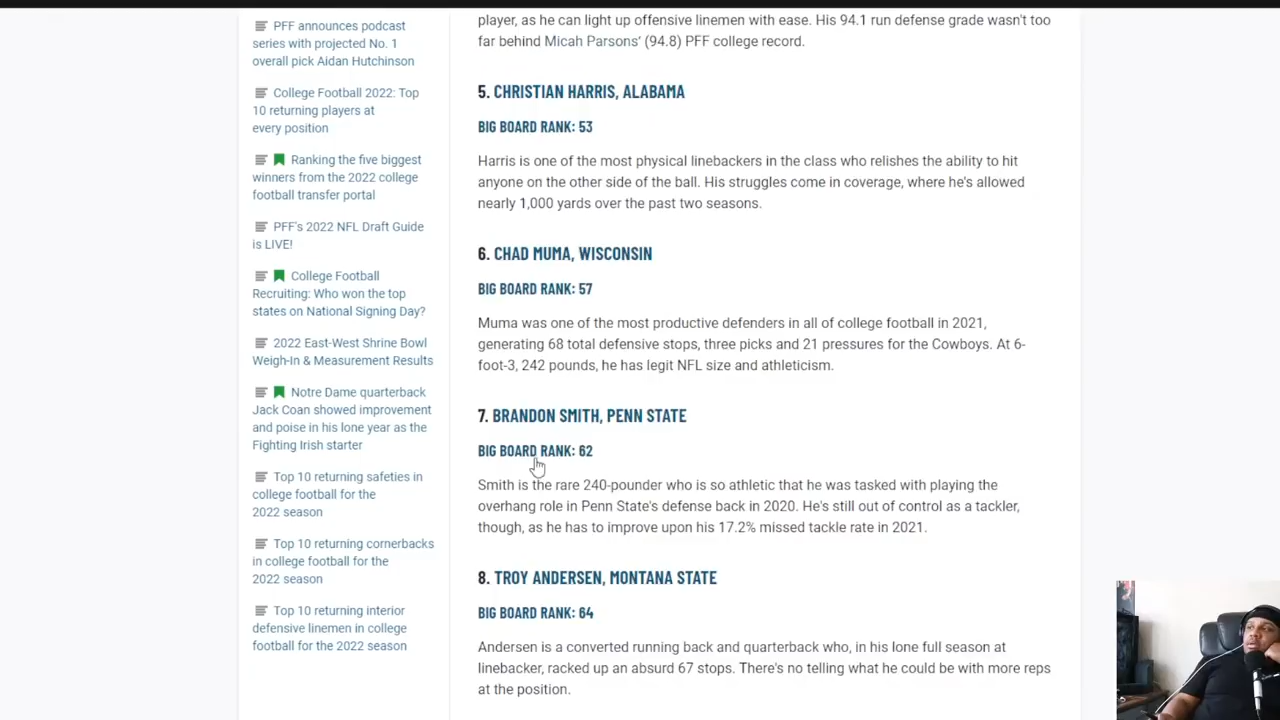 PFF announces podcast
series with projected No. 1
overall pick Aidan Hutchinson
College Football 2022: Top
10 returning players at
every position
Ranking the five biggest
winners from the 2022 college
football transfer portal
PFF's 2022 NFL Draft Guide
is LIVE!
College Football
Recruiting: Who won the top
states on National Signing Day?
2022 East-West Shrine Bowl
Weigh-In & Measurement Results
Notre Dame quarterback
Jack Coan showed improvement
and poise in his lone year as the
Fighting Irish starter
Top 10 returning safeties in
college football for the
2022 season
Top 10 returning cornerbacks
in college football for the
2022 season
Top 10 returning interior
defensive linemen in college
football for the 2022 season
player, as he can light up offensive linemen with ease. His 94.1 run defense grade wasn't too
far behind Micah Parsons' (94.8) PFF college record.
5. CHRISTIAN HARRIS, ALABAMA
BIG BOARD RANK: 53
Harris is one of the most physical linebackers in the class who relishes the ability to hit
anyone on the other side of the ball. His struggles come in coverage, where he's allowed
nearly 1,000 yards over the past two seasons.
6. CHAD MUMA, WISCONSIN
BIG BOARD RANK: 57
Muma was one of the most productive defenders in all of college football in 2021,
generating 68 total defensive stops, three picks and 21 pressures for the Cowboys. At 6-
foot-3, 242 pounds, he has legit NFL size and athleticism.
7. BRANDON SMITH, PENN STATE
BIG BOARD RANK: 62
Smith is the rare 240-pounder who is so athletic that he was tasked with playing the
overhang role in Penn State's defense back in 2020. He's still out of control as a tackler,
though, as he has to improve upon his 17.2% missed tackle rate in 2021.
8. TROY ANDERSEN, MONTANA STATE
BIG BOARD RANK: 64
Andersen is a converted running back and quarterback who, in his lone full season at
linebacker, racked up an absurd 67 stops. There's no telling what he could be with more reps
at the position.